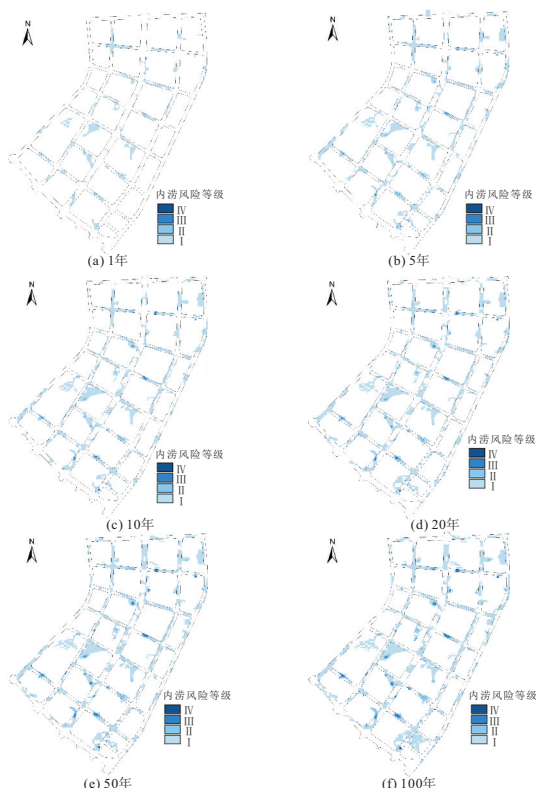 N
内涝风险等级
IV
III
II
I
(a) 1年
N
内涝风险等级
IV
III
II
I
(b) 5年
N
内涝风险等级
IV
III
II
I
(c) 10年
N
内涝风险等级
IV
III
II
I
(d) 20年
N
内涝风险等级
IV
III
II
I
(e) 50年
N
内涝风险等级
IV
III
II
I
(f) 100年